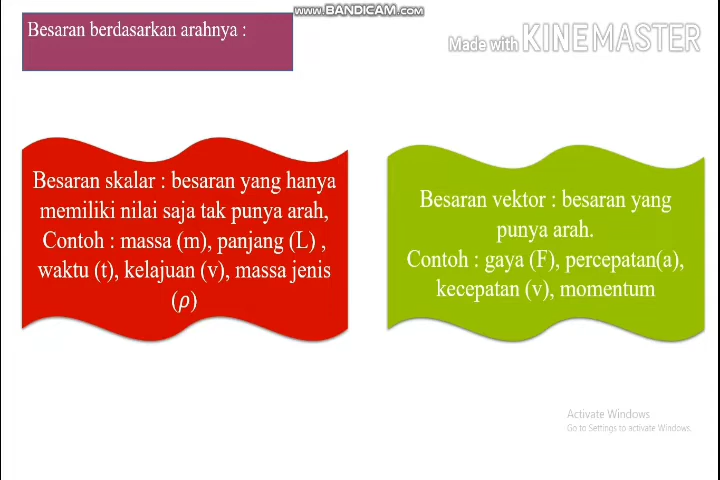 www.BANDICAM.com
Besaran berdasarkan arahnya :
Made with KINEMASTER
Besaran skalar : besaran yang hanya
memiliki nilai saja tak punya arah,
Contoh : massa (m), panjang (L) ,
waktu (t), kelajuan (v), massa jenis
(ρ)
Besaran vektor : besaran yang
punya arah.
Contoh : gaya (F), percepatan(a),
kecepatan (v), momentum
Activate Windows
Go to Settings to activate Windows.